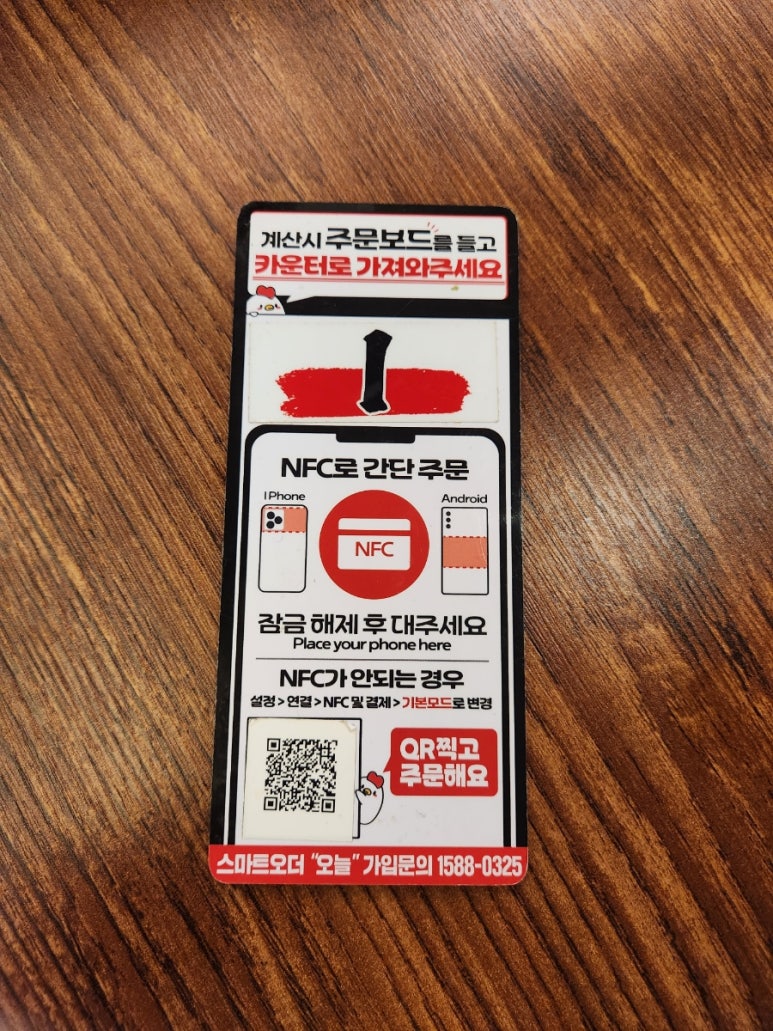 계산시 주문보드를 들고
카운터로 가져와주세요
1
NFC로 간단 주문
I Phone
Android
NFC
잠금 해제 후 대주세요
Place your phone here
NFC가 안되는 경우
설정 > 연결 > NFC 및 결제 > 기본모드로 변경
QR찍고
주문해요
스마트오더 "오늘" 가입문의 1588-0325